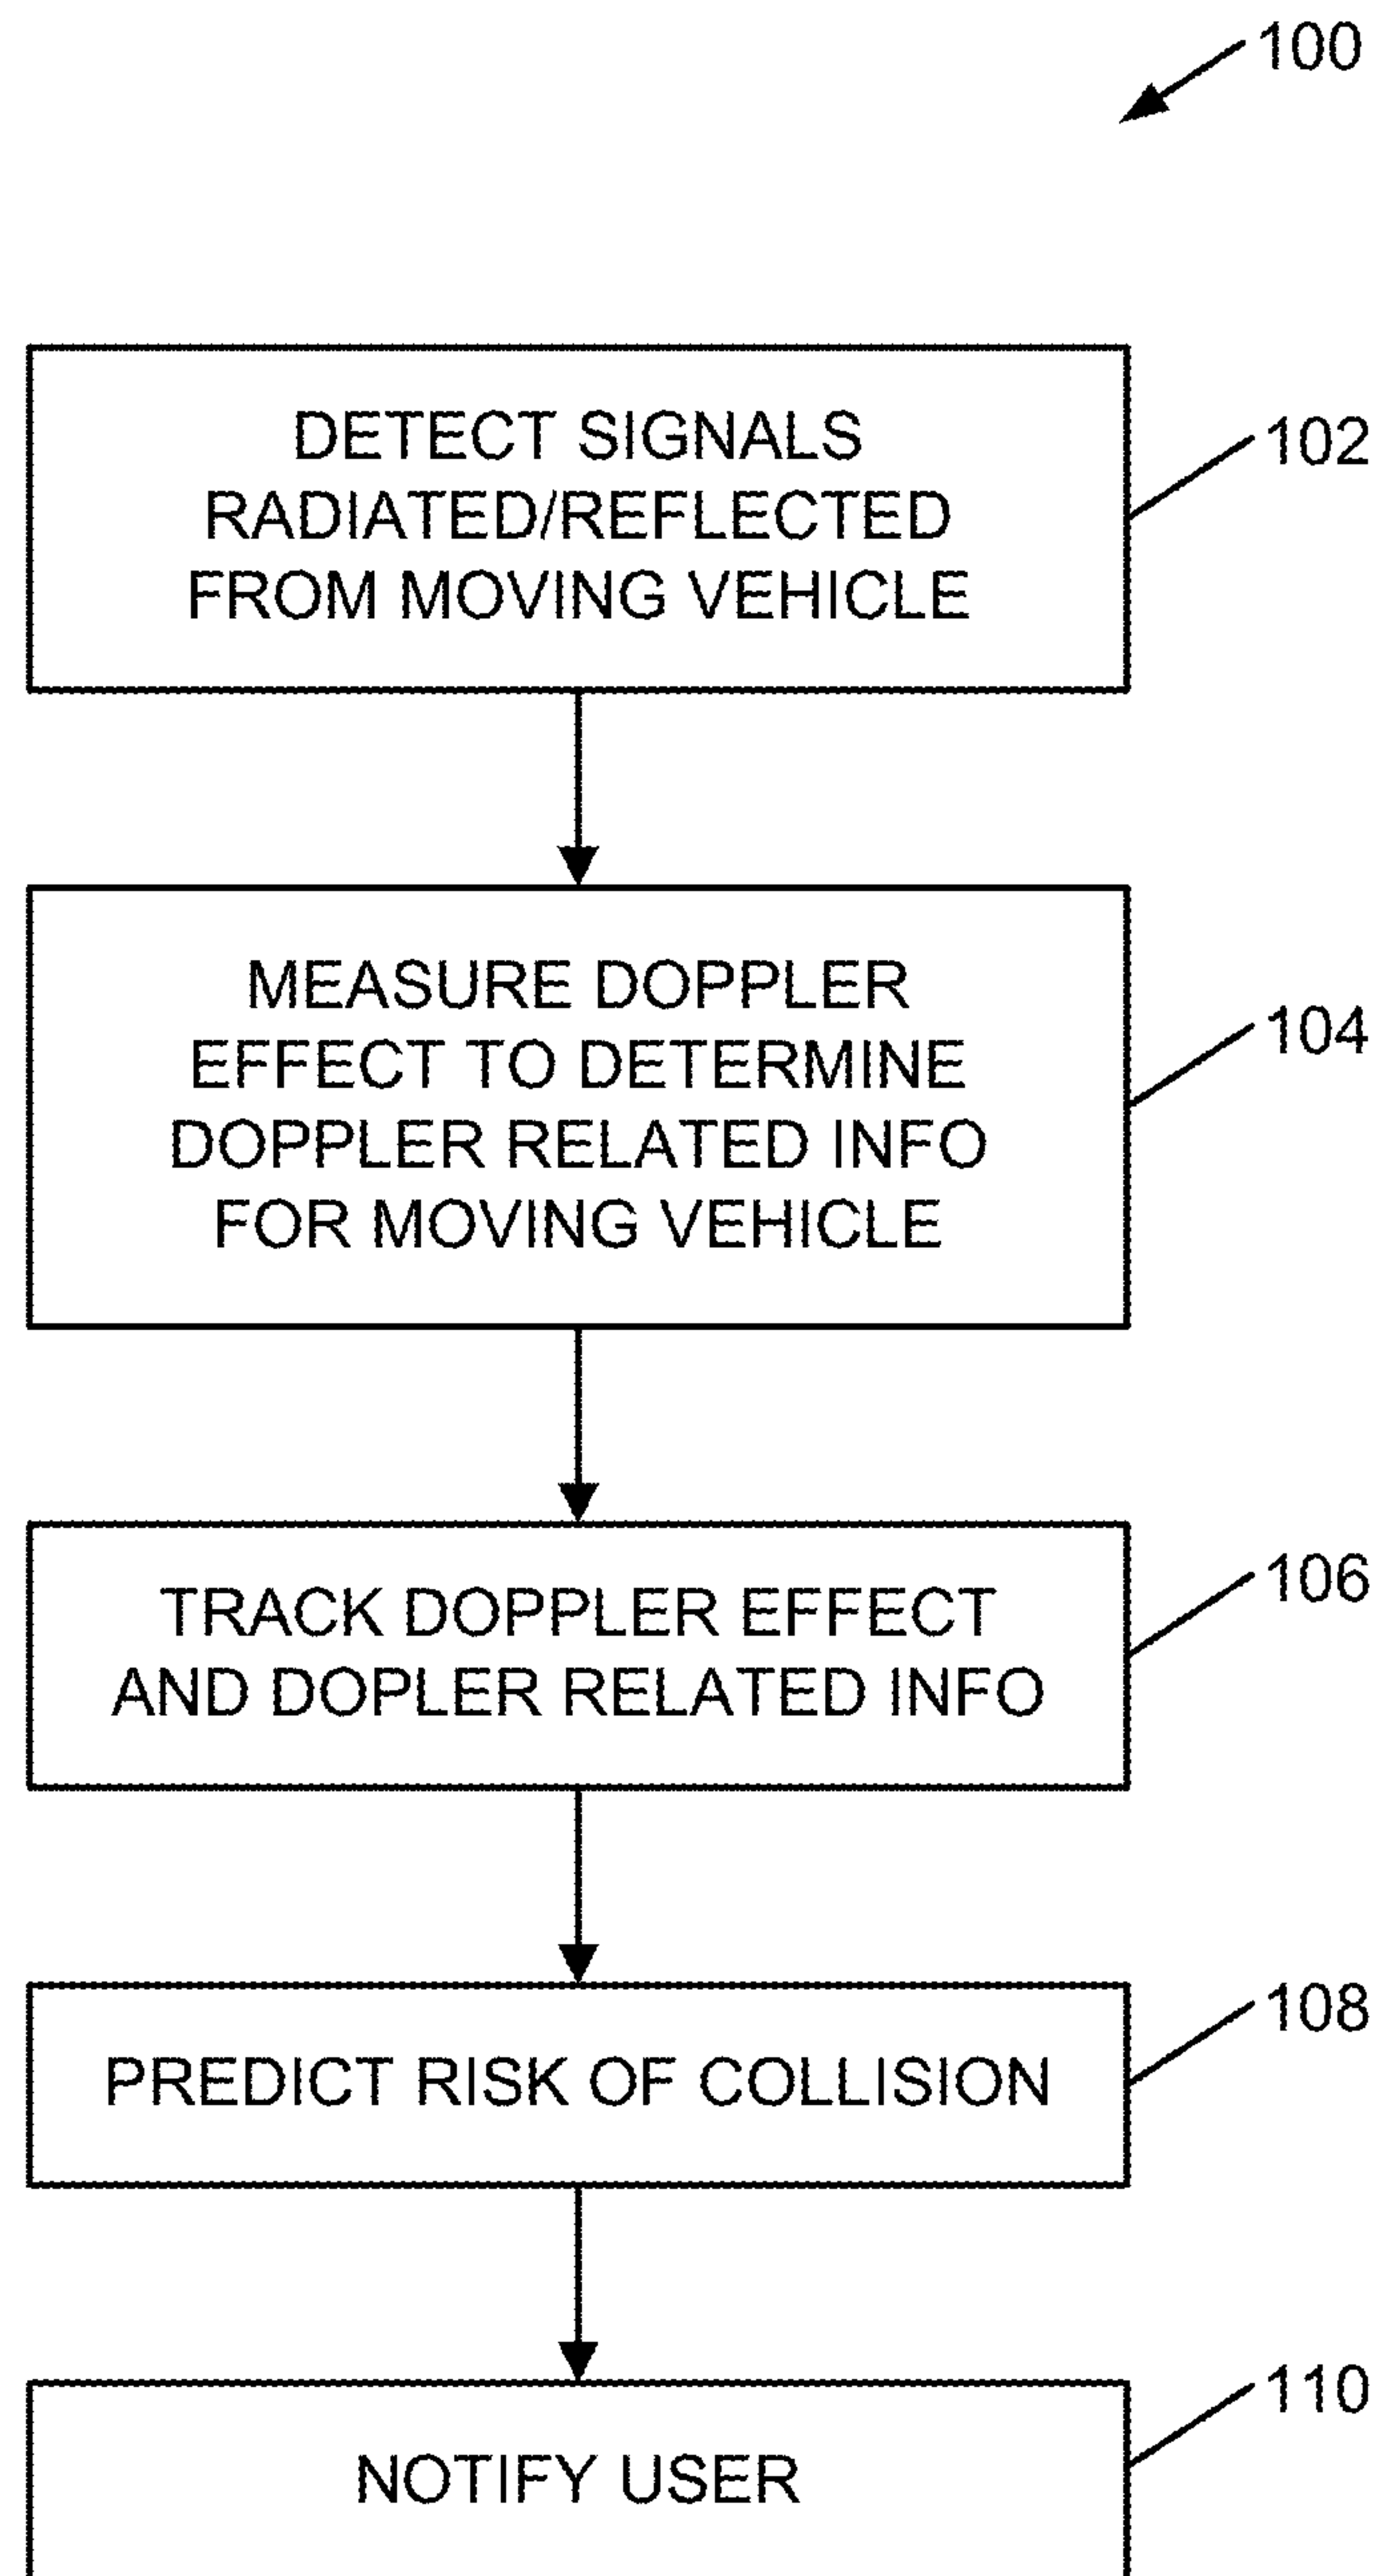 100
DETECT SIGNALS
RADIATED/REFLECTED
FROM MOVING VEHICLE
102
MEASURE DOPPLER
EFFECT TO DETERMINE
DOPPLER RELATED INFO
FOR MOVING VEHICLE
104
TRACK DOPPLER EFFECT
AND DOPLER RELATED INFO
106
PREDICT RISK OF COLLISION
108
NOTIFY USER
110